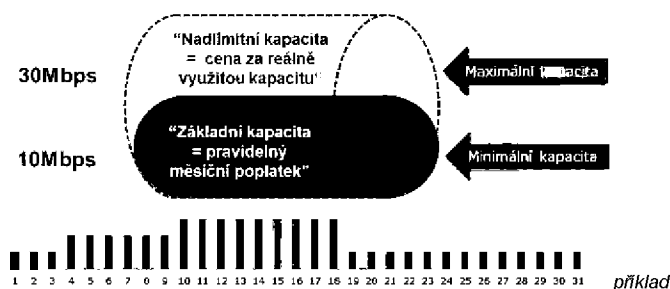 "Nadlimitní kapacita
= cena za reálně
využitou kapacitu"
30Mbps
Maximální kapacita
"Základní kapacita
= pravidelný
měsíční poplatek"
10Mbps
Minimální kapacita
1 2 3 4 5 6 7 8 9 10 11 12 13 14 15 16 17 18 19 20 21 22 23 24 25 26 27 28 29 30 31
příklad